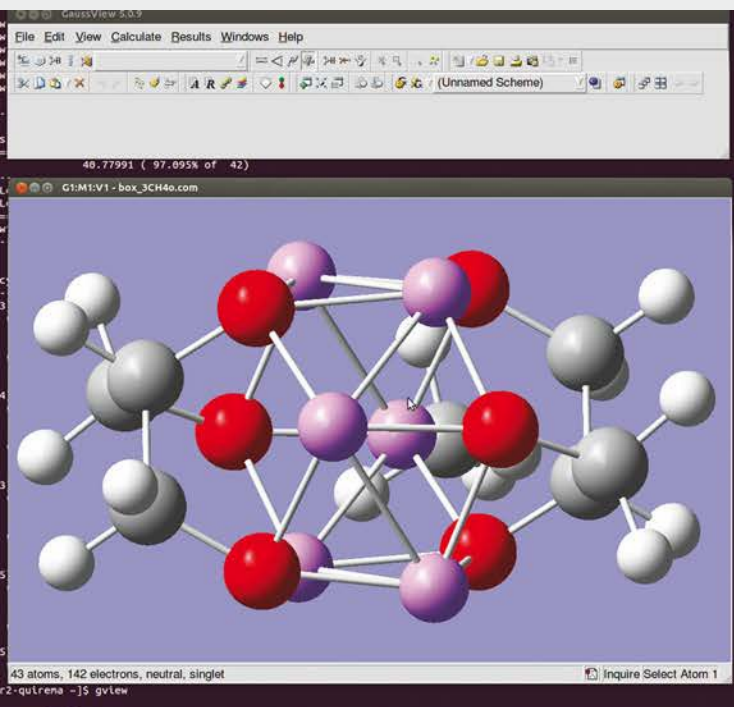 GaussView 5.0.9
File Edit View Calculate Results Windows Help
(Unnamed Scheme)
40.77991 ( 97.095% of 42)
G1:M1:V1 - box_3CH4o.com
43 atoms, 142 electrons, neutral, singlet
Inquire Select Atom 1
r2-quirema ~]$ gview